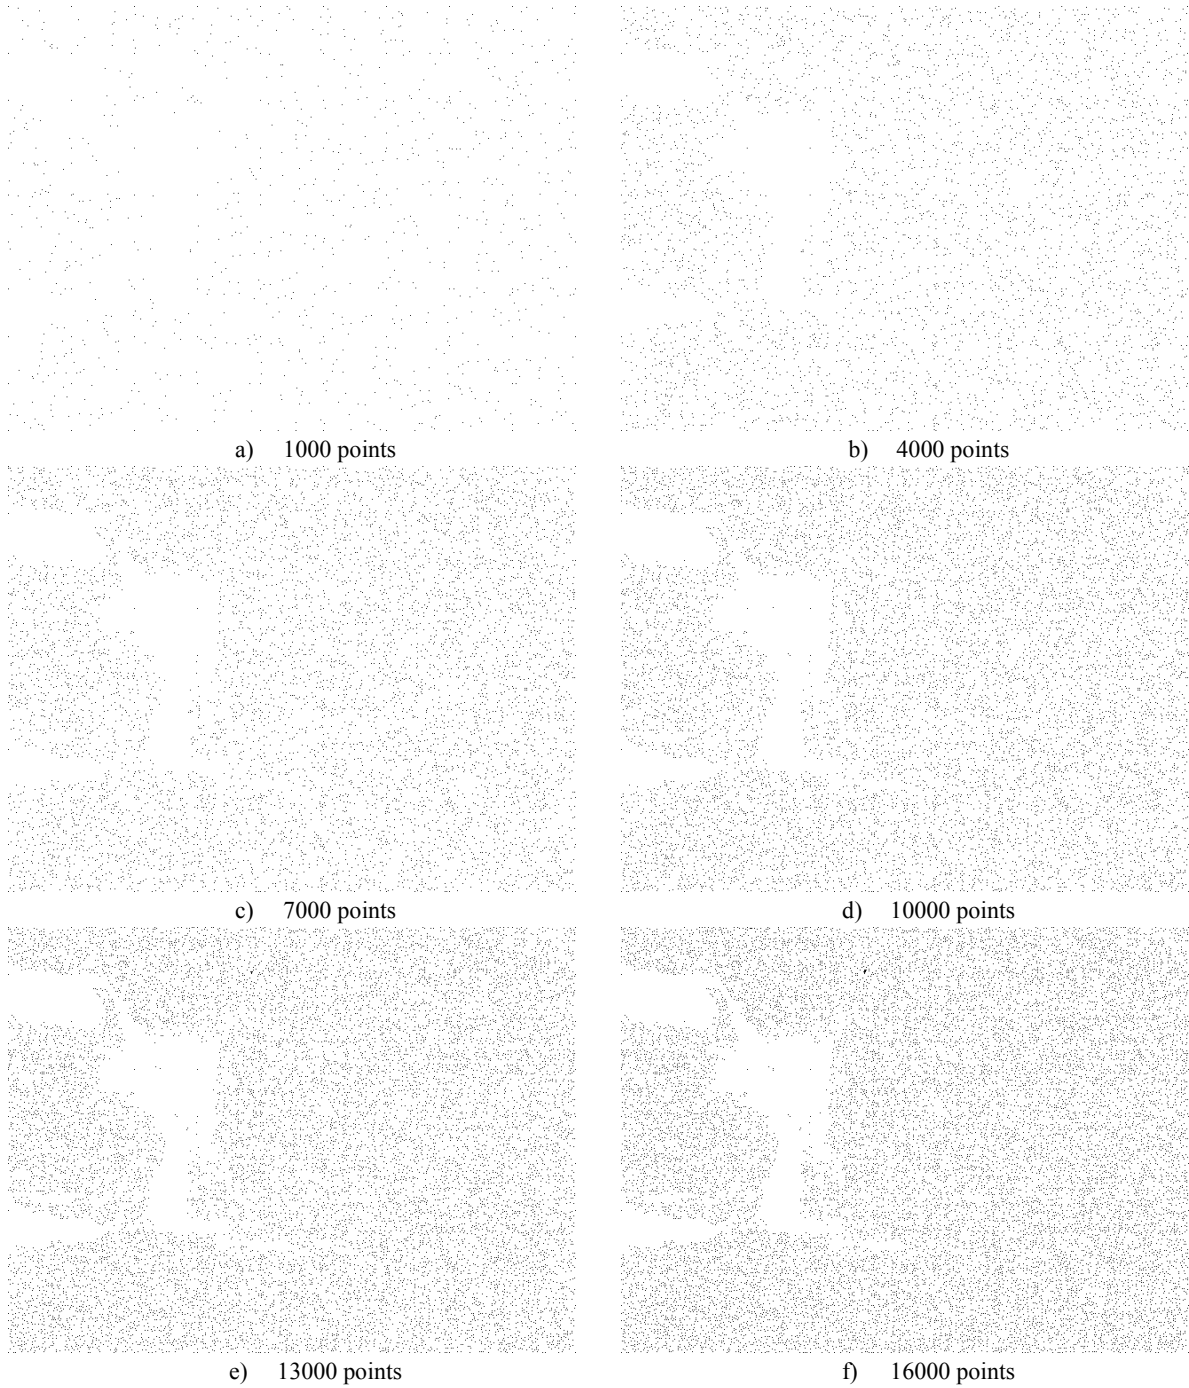 a) 1000 points
b) 4000 points
c) 7000 points
d) 10000 points
e) 13000 points
f) 16000 points